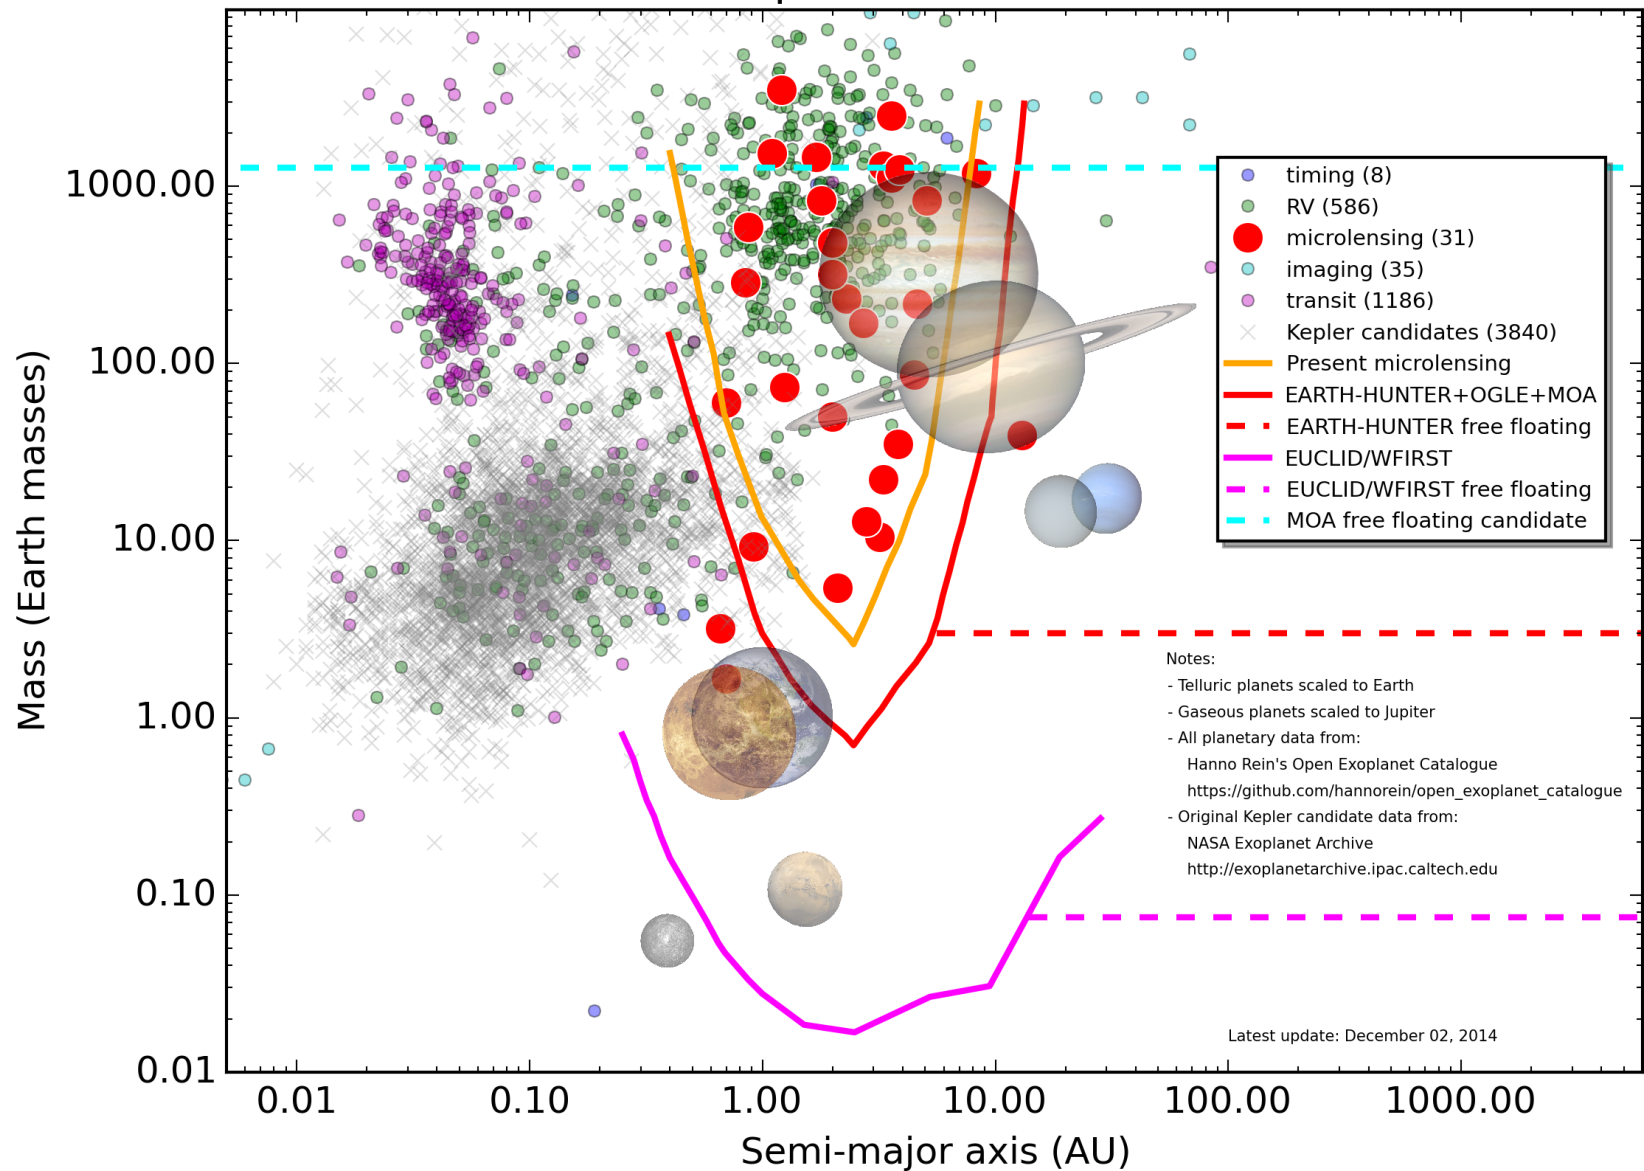 1000.00
100.00
10.00
1.00
0.10
0.01
Mass (Earth masses)
0.01 0.10 1.00 10.00 100.00 1000.00
Semi-major axis (AU)
timing (8)
RV (586)
microlensing (31)
imaging (35)
transit (1186)
Kepler candidates (3840)
Present microlensing
EARTH-HUNTER+OGLE+MOA
EARTH-HUNTER free floating
EUCLID/WFIRST
EUCLID/WFIRST free floating
MOA free floating candidate
Notes:
- Telluric planets scaled to Earth
- Gaseous planets scaled to Jupiter
- All planetary data from:
Hanno Rein's Open Exoplanet Catalogue
https://github.com/hannorein/open_exoplanet_catalogue
- Original Kepler candidate data from:
NASA Exoplanet Archive
http://exoplanetarchive.ipac.caltech.edu
Latest update: December 02, 2014